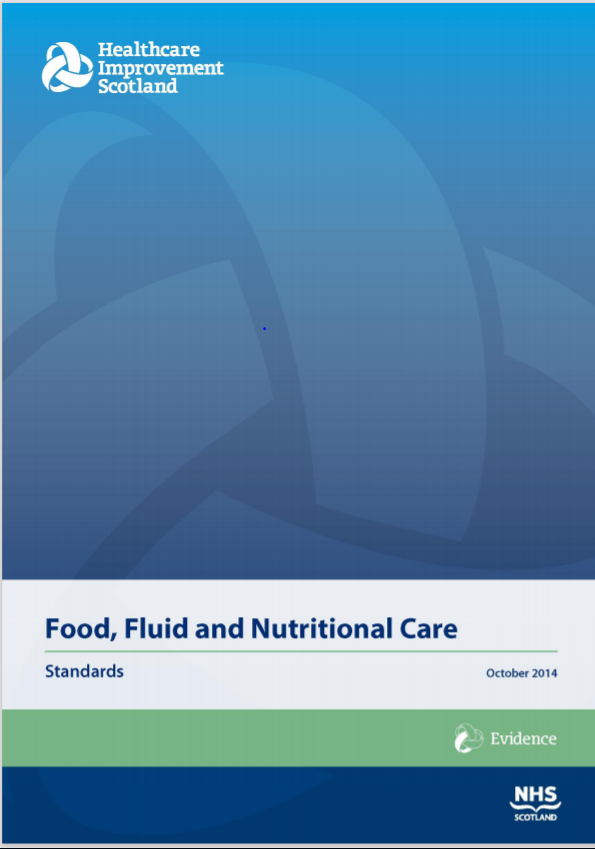 Healthcare
Improvement
Scotland
Food, Fluid and Nutritional Care
Standards
October 2014
Evidence
NHS
SCOTLAND